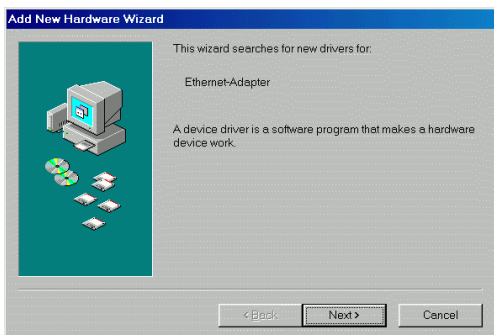 Add New Hardware Wizard
This wizard searches for new drivers for:
Ethernet-Adapter
A device driver is a software program that makes a hardware
device work.
< Back
Next >
Cancel